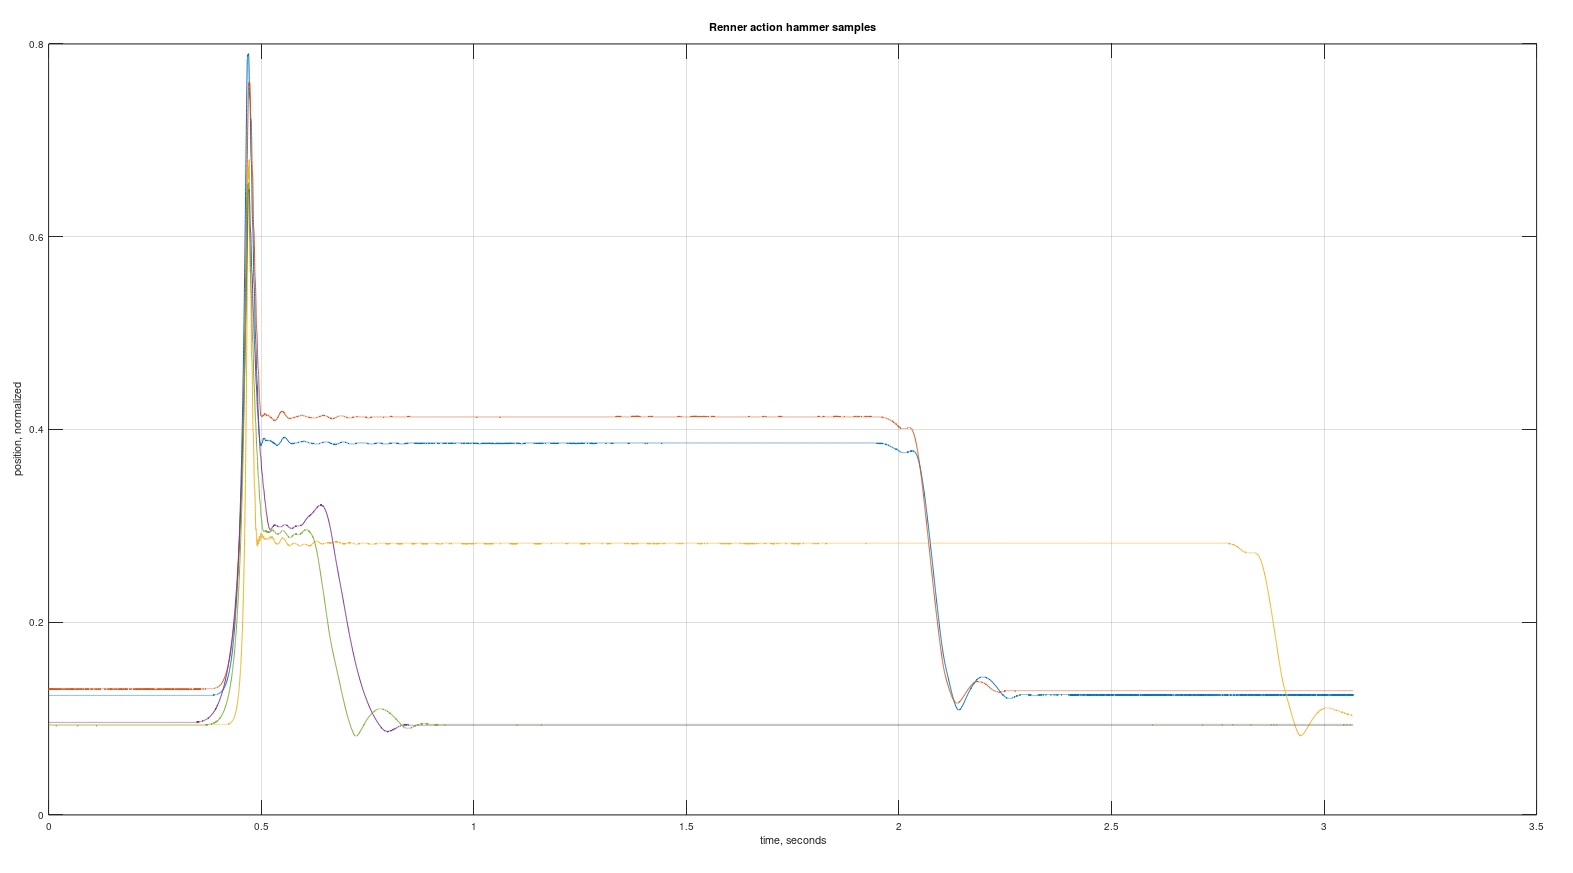 Renner action hammer samples
0.8
0.6
0.4
0.2
0
position, normalized
0 0.5 1 1.5 2 2.5 3 3.5
time, seconds